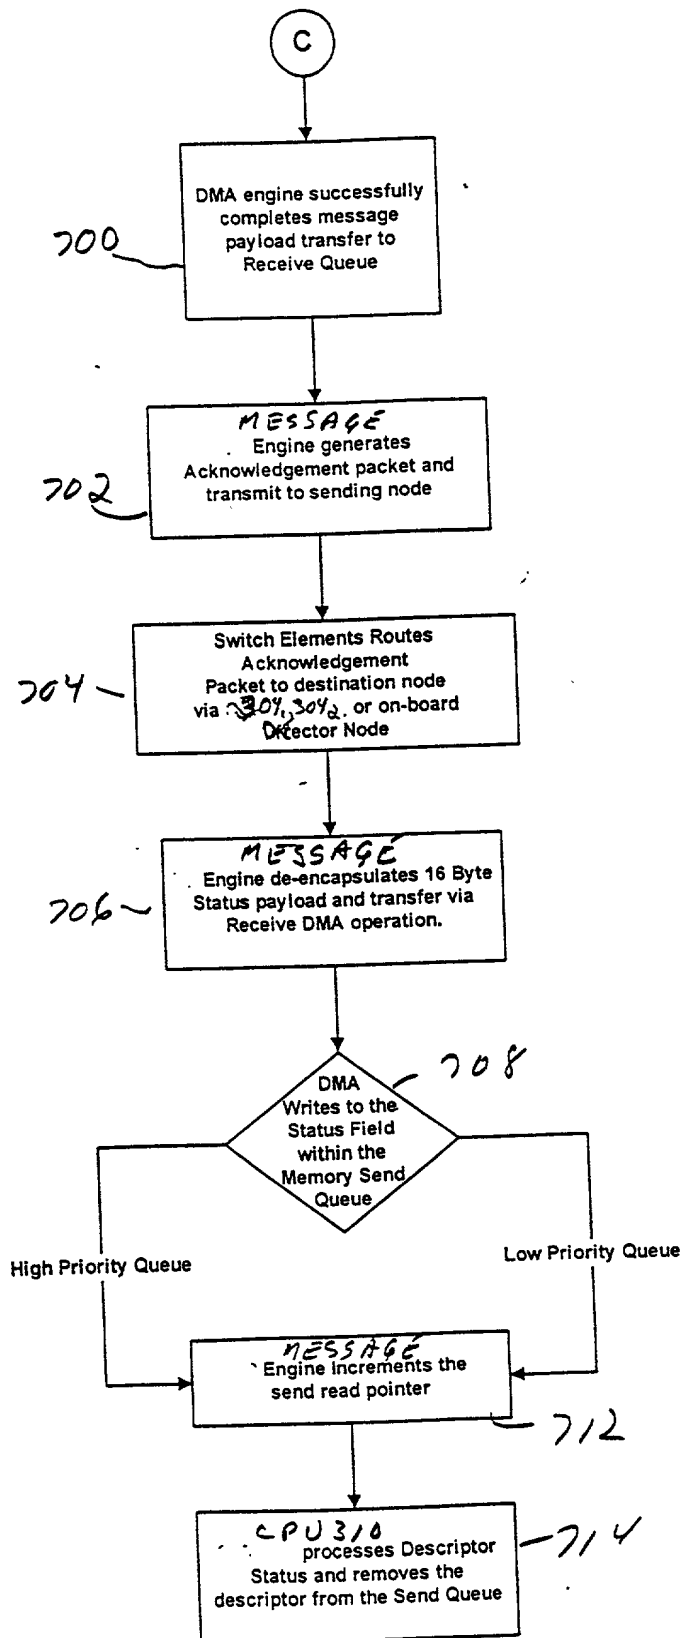 C
DMA engine successfully
completes message
payload transfer to
Receive Queue
700
MESSAGE
Engine generates
Acknowledgement packet and
transmit to sending node
702
Switch Elements Routes
Acknowledgement
Packet to destination node
via 304₁, 304₂. or on-board
Director Node
704
MESSAGE
Engine de-encapsulates 16 Byte
Status payload and transfer via
Receive DMA operation.
706
708
DMA
Writes to the
Status Field
within the
Memory Send
Queue
High Priority Queue
Low Priority Queue
MESSAGE
Engine increments the
send read pointer
712
CPU 310
processes Descriptor
Status and removes the
descriptor from the Send Queue
714